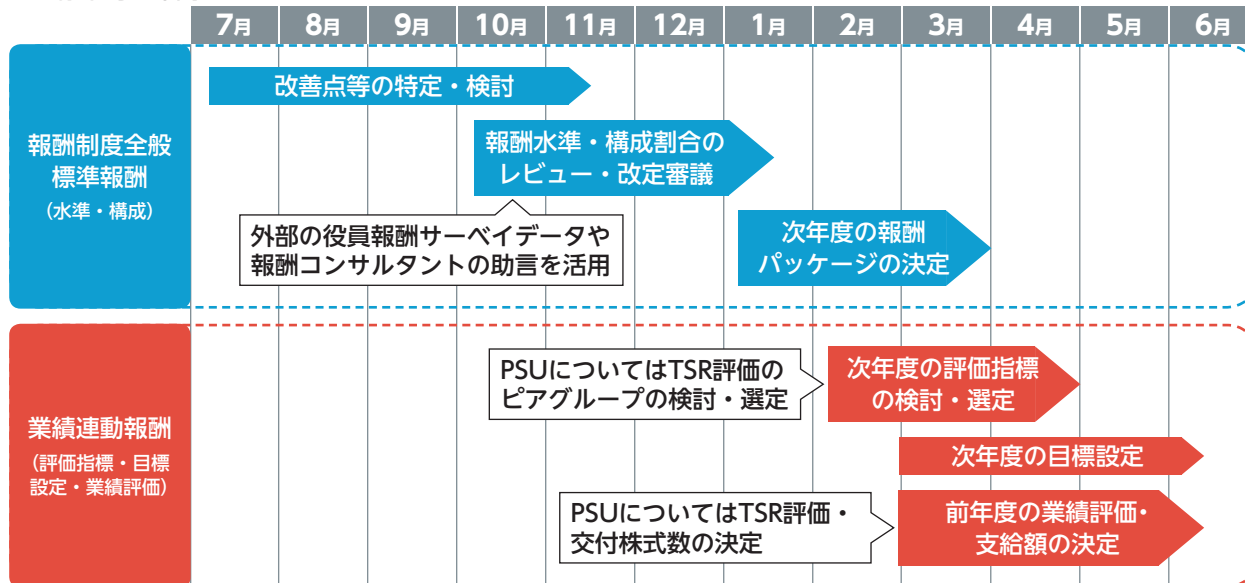 7月 8月 9月 10月 11月 12月 1月 2月 3月 4月 5月 6月
報酬制度全般
標準報酬
（水準・構成）
改善点等の特定・検討
報酬水準・構成割合の
レビュー・改定審議
外部の役員報酬サーベイデータや
報酬コンサルタントの助言を活用
次年度の報酬
パッケージの決定
業績連動報酬
（評価指標・目標
設定・業績評価）
PSUについてはTSR評価の
ピアグループの検討・選定
次年度の評価指標
の検討・選定
次年度の目標設定
PSUについてはTSR評価・
交付株式数の決定
前年度の業績評価・
支給額の決定